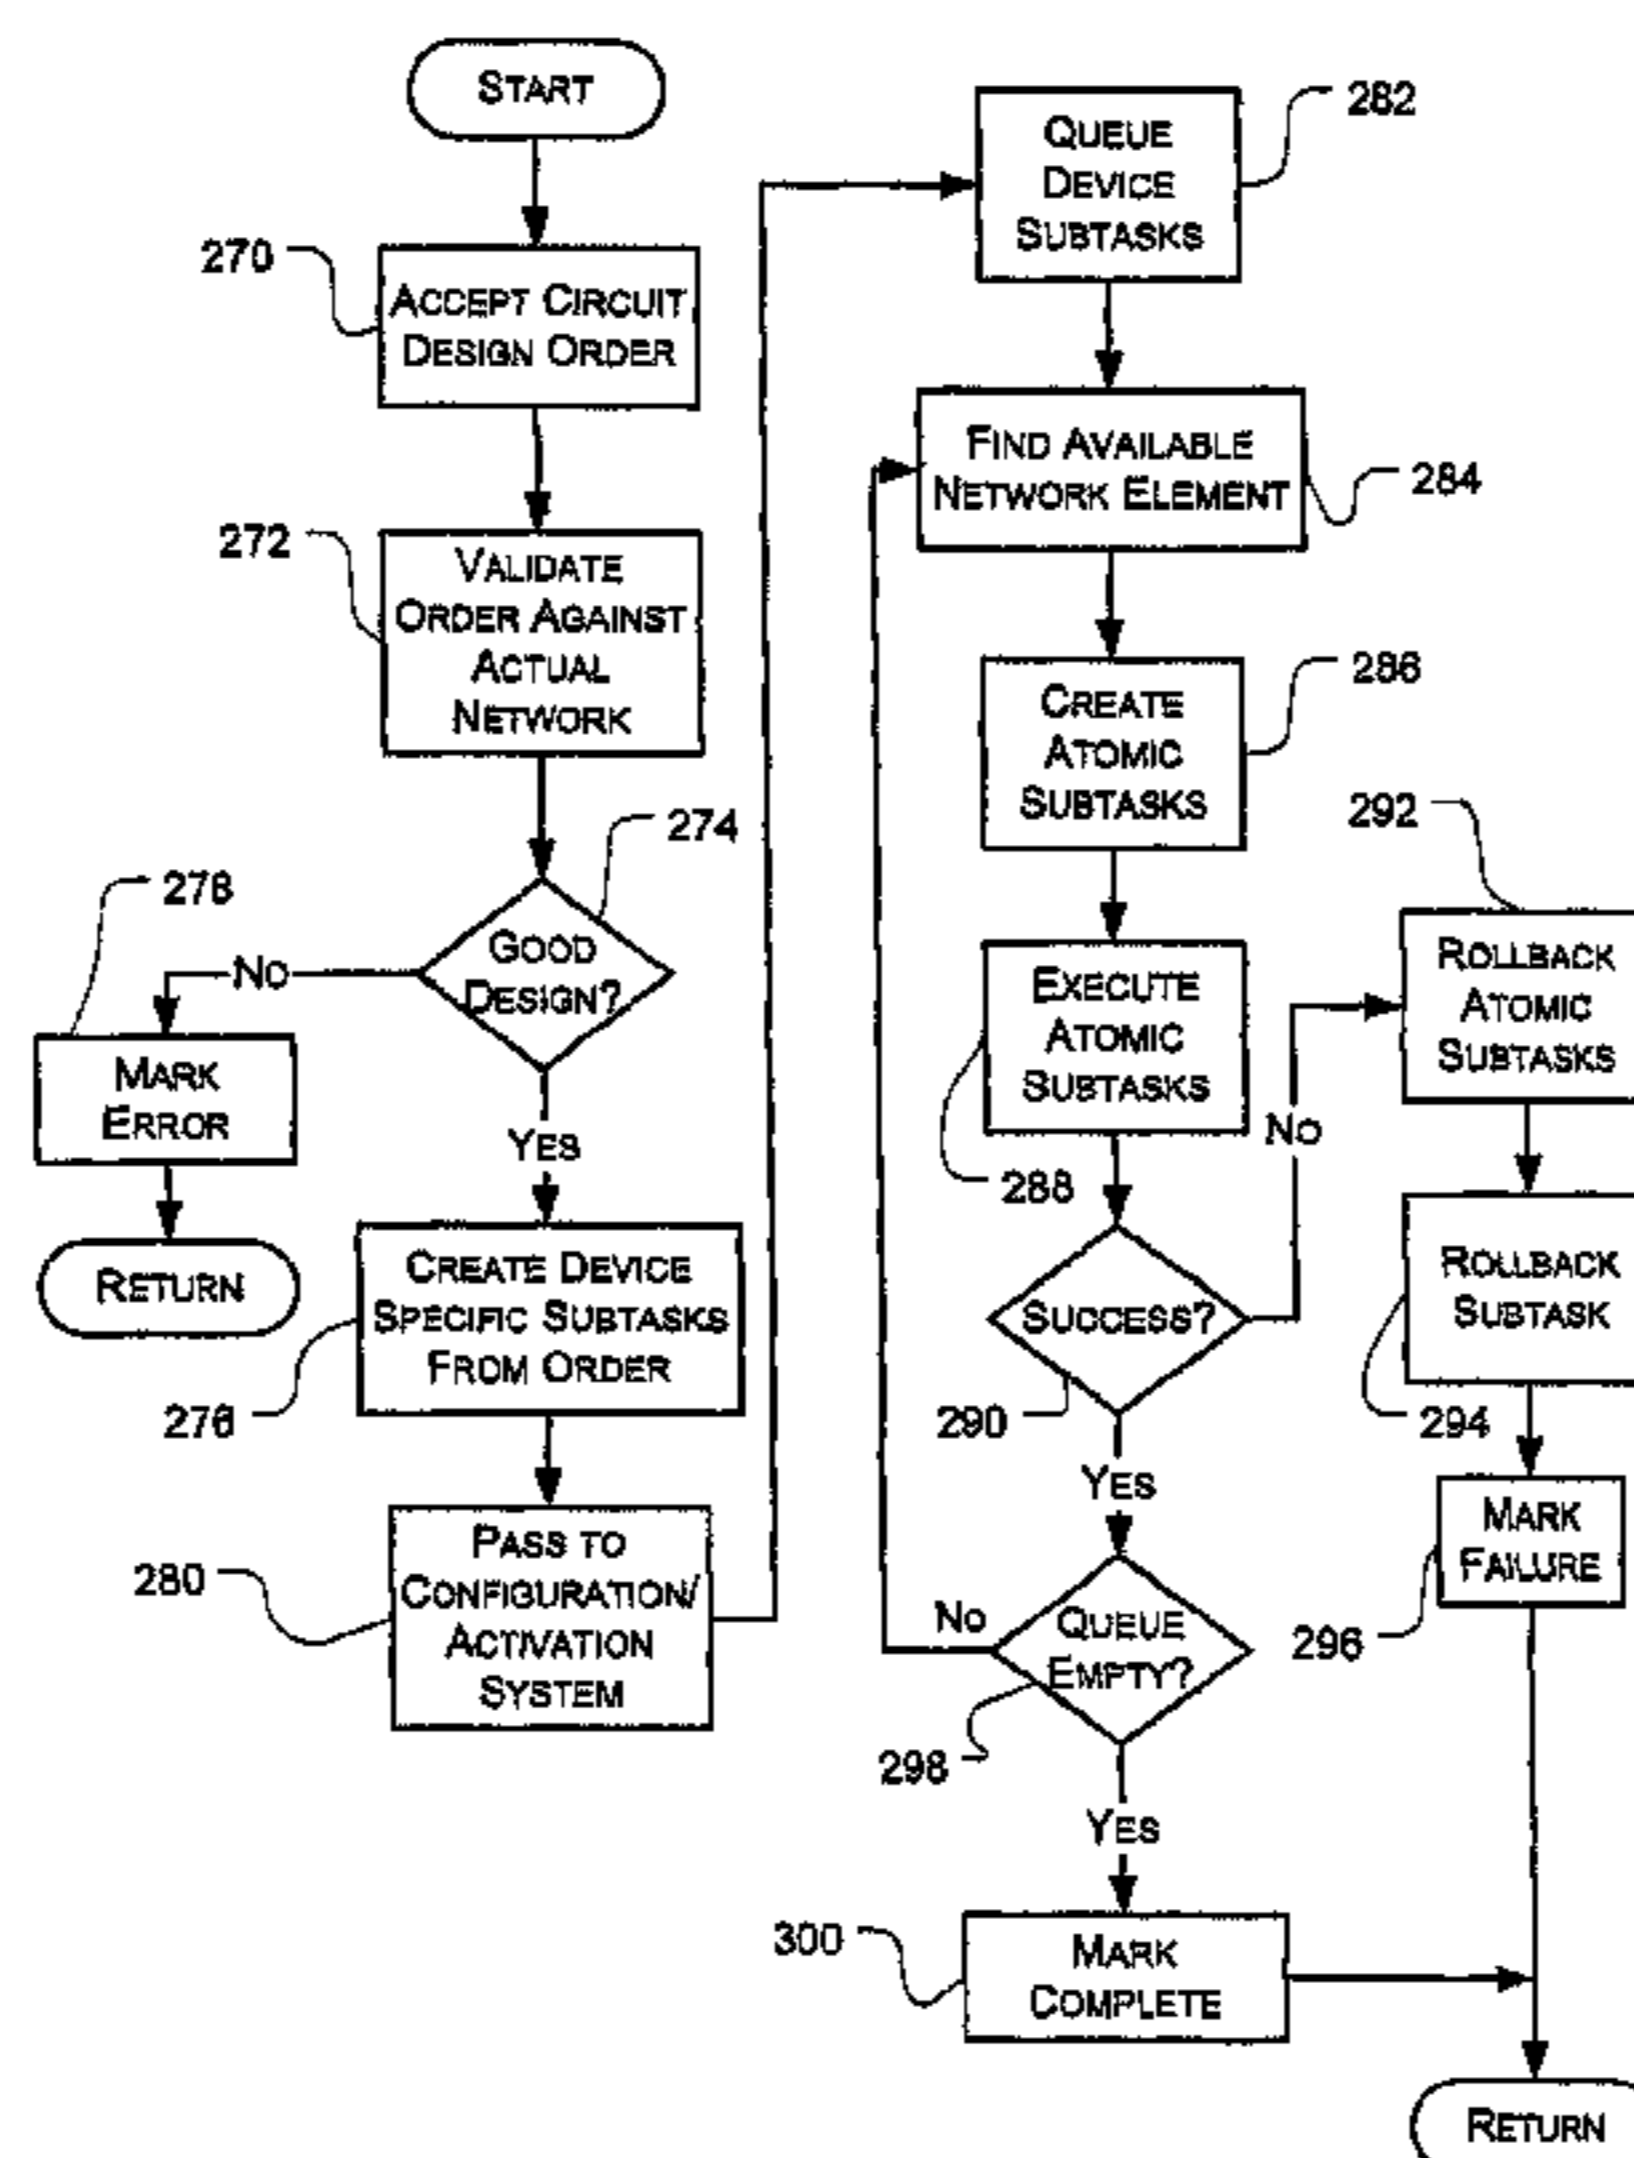 START
270
ACCEPT CIRCUIT
DESIGN ORDER
272
VALIDATE
ORDER AGAINST
ACTUAL
NETWORK
274
278
GOOD
DESIGN?
NO
MARK
ERROR
RETURN
YES
CREATE DEVICE
SPECIFIC SUBTASKS
FROM ORDER
276
280
PASS TO
CONFIGURATION/
ACTIVATION
SYSTEM
QUEUE
DEVICE
SUBTASKS
282
FIND AVAILABLE
NETWORK ELEMENT
284
CREATE
ATOMIC
SUBTASKS
286
EXECUTE
ATOMIC
SUBTASKS
288
SUCCESS?
290
NO
292
ROLLBACK
ATOMIC
SUBTASKS
ROLLBACK
SUBTASK
294
MARK
FAILURE
296
YES
QUEUE
EMPTY?
NO
298
YES
300
MARK
COMPLETE
RETURN